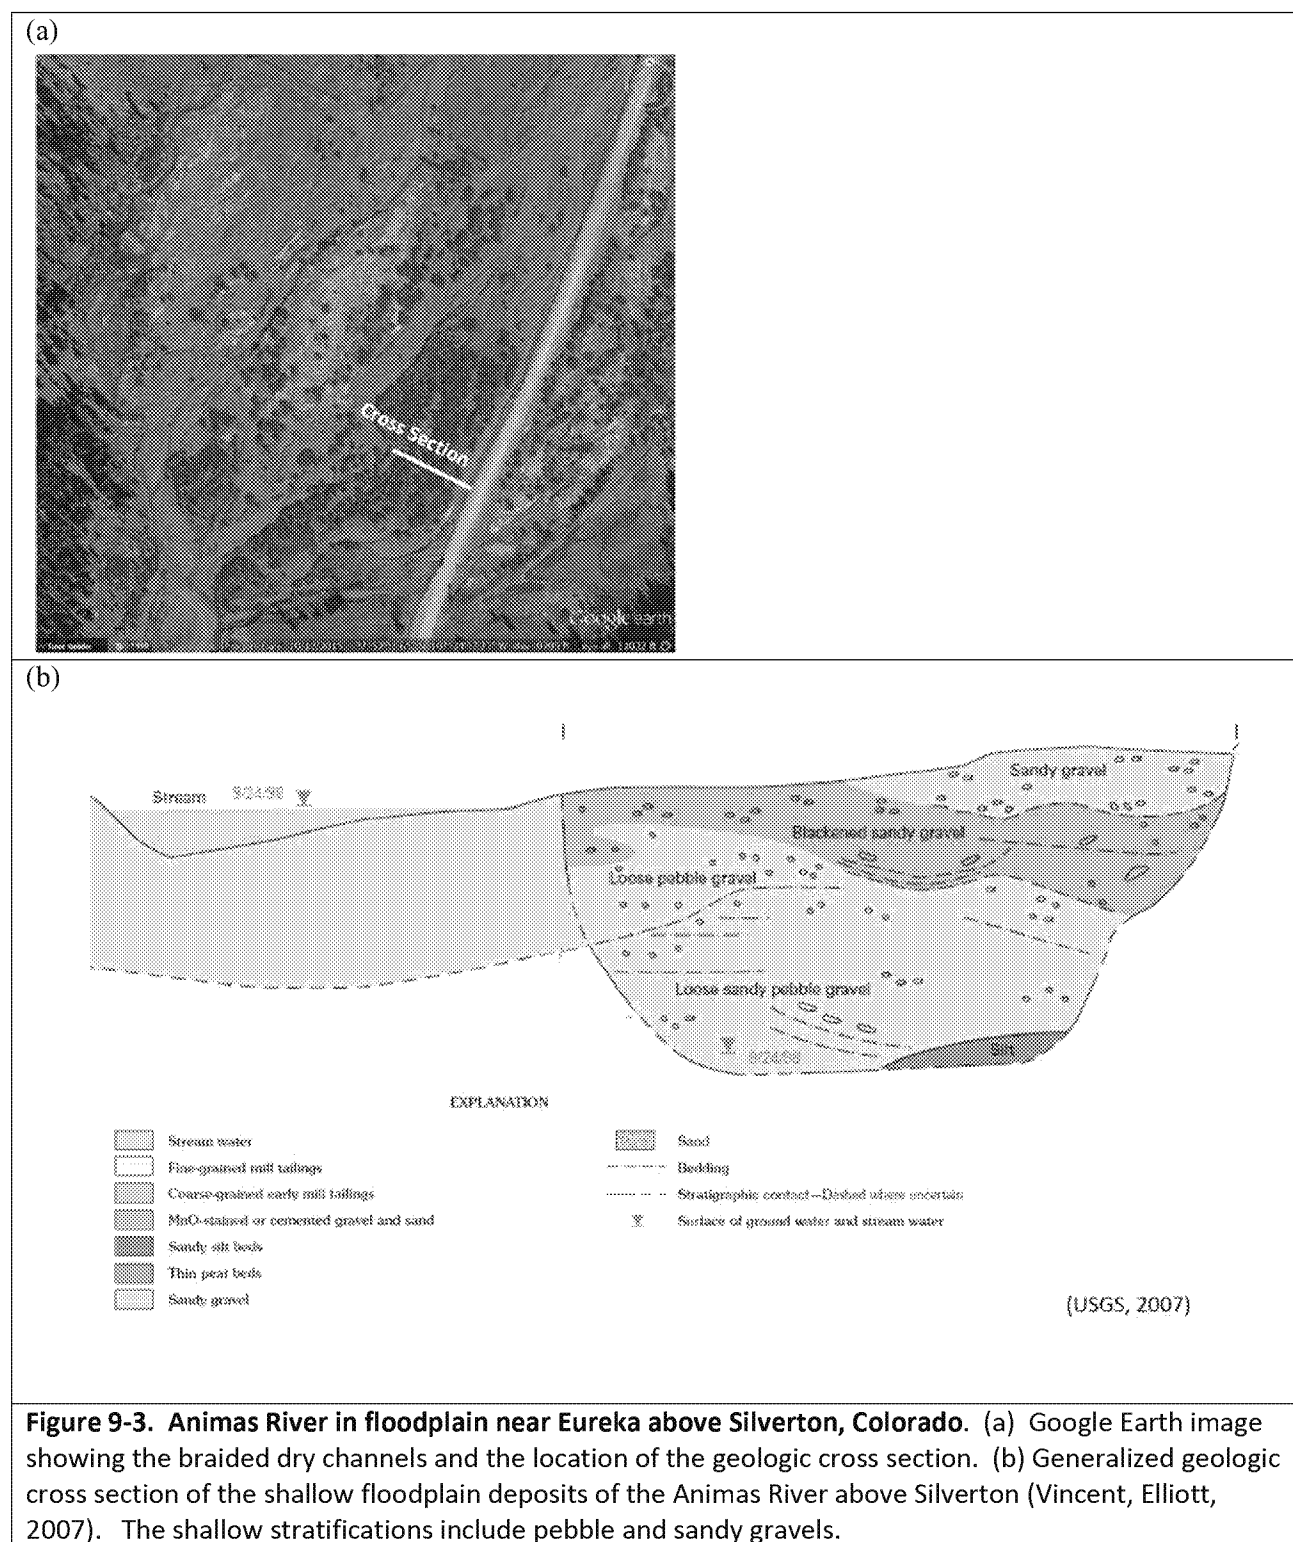 (a)
Cross Section
Google earth
(b)
Stream 9/24/98
Sandy gravel
Blackened sandy gravel
Loose pebble gravel
Loose sandy pebble gravel
9/24/98
Silt
EXPLANATION
Stream water
Fine-grained mill tailings
Coarse-grained early mill tailings
MnO-stained or cemented gravel and sand
Sandy silt beds
Thin peat beds
Sandy gravel
Sand
Bedding
Stratigraphic contact—Dashed where uncertain
Surface of ground water and stream water
(USGS, 2007)
Figure 9-3. Animas River in floodplain near Eureka above Silverton, Colorado. (a) Google Earth image
showing the braided dry channels and the location of the geologic cross section. (b) Generalized geologic
cross section of the shallow floodplain deposits of the Animas River above Silverton (Vincent, Elliott,
2007). The shallow stratifications include pebble and sandy gravels.